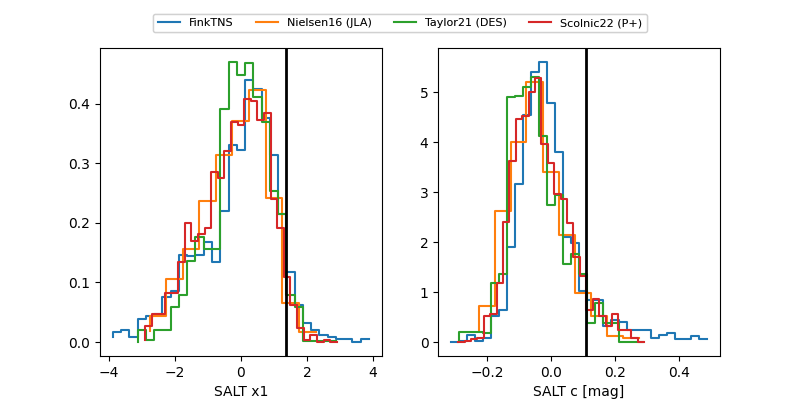 FinkTNS Nielsen16 (JLA) Taylor21 (DES) Scolnic22 (P+)
0.4
0.3
0.2
0.1
0.0
−4 −2 0 2 4
SALT x1
5
4
3
2
1
0
−0.2 0.0 0.2 0.4
SALT c [mag]